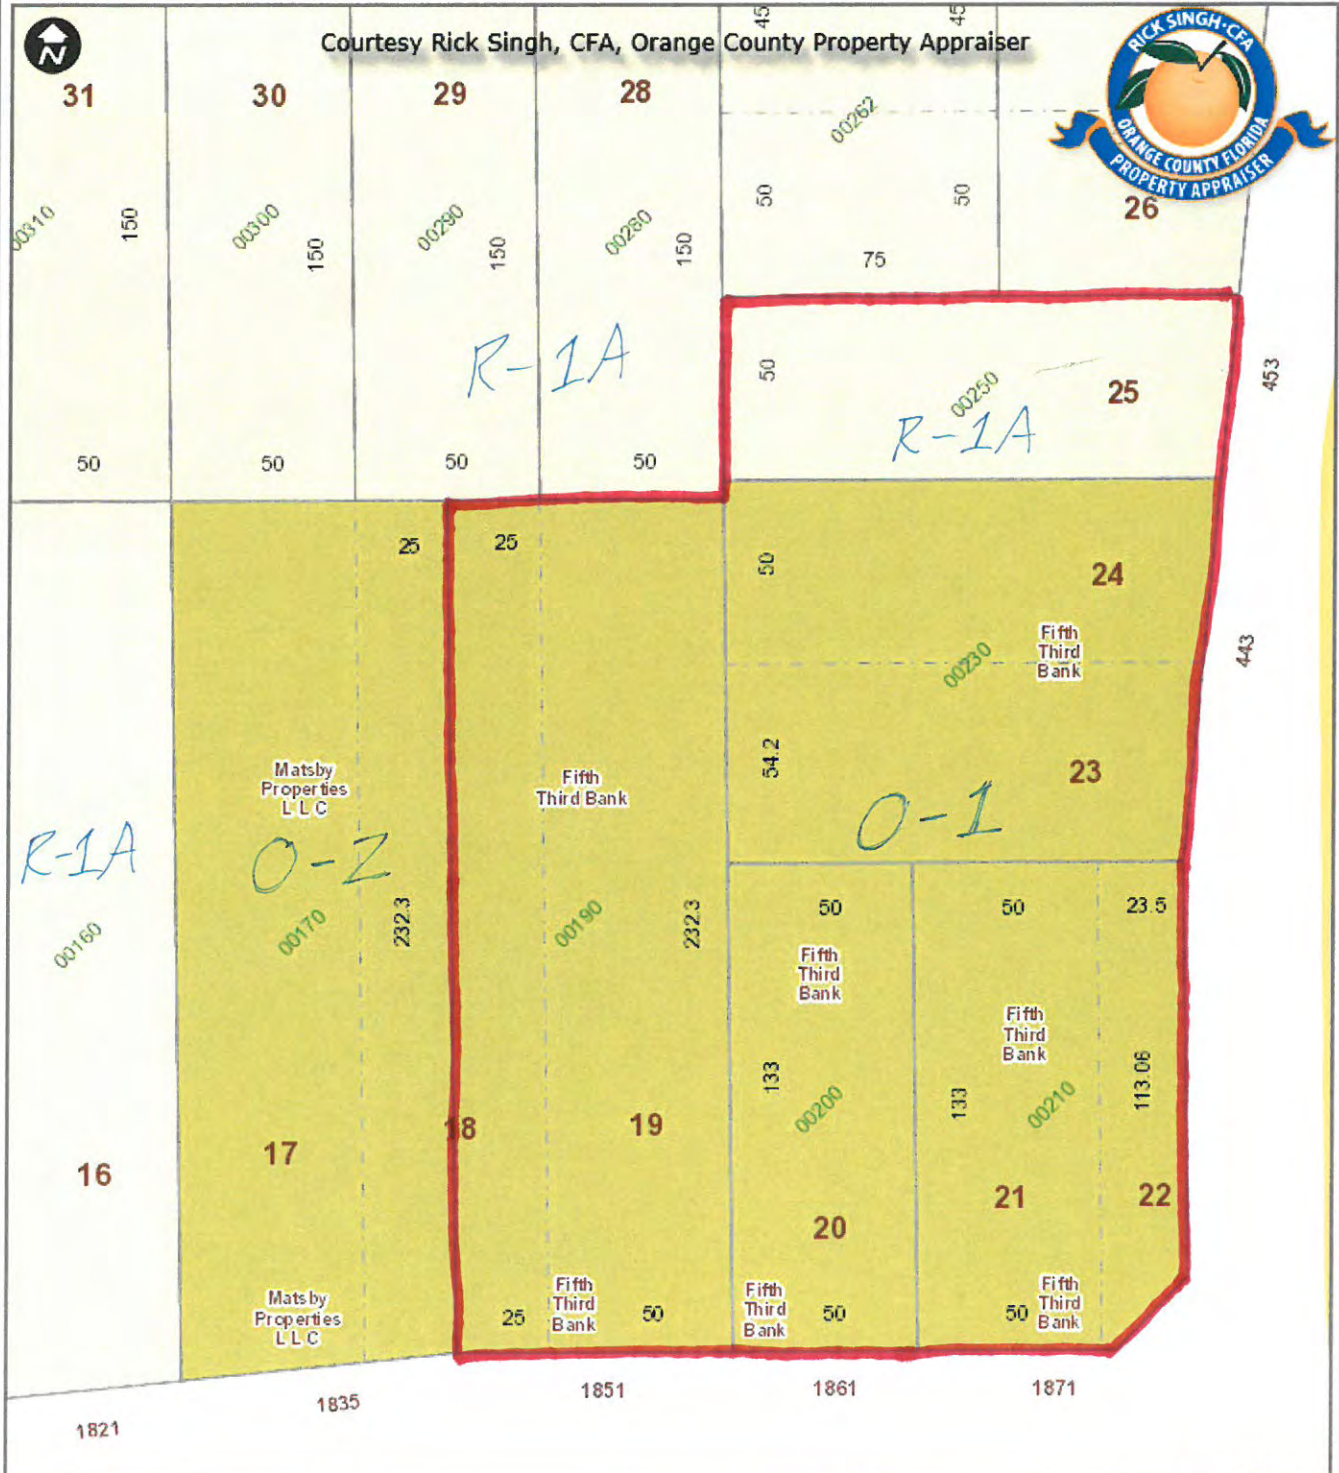 N
Courtesy Rick Singh, CFA, Orange County Property Appraiser
RICK SINGH·CFA
ORANGE COUNTY FLORIDA
PROPERTY APPRAISER
45
45
31
30
29
28
00262
26
00310
150
00300
150
00290
150
00280
150
50
50
75
R-1A
50
00250
25
453
R-1A
50
50
50
50
25
25
50
24
Fifth
Third
Bank
00230
443
54.2
23
Matsby
Properties
L L C
Fifth
Third Bank
O-1
R-1A
O-2
00160
00170
232.3
00190
232.3
50
50
23.5
Fifth
Third
Bank
Fifth
Third
Bank
133
00200
133
00210
113.06
16
17
18
19
20
21
22
Matsby
Properties
L L C
25
Fifth
Third
Bank
50
Fifth
Third
Bank
50
50
Fifth
Third
Bank
1821
1835
1851
1861
1871